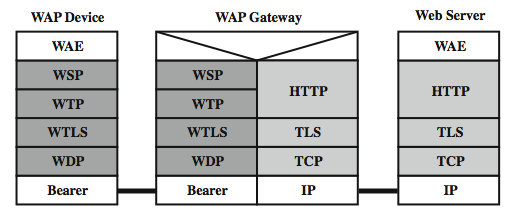 WAP Device WAP Gateway Web Server
WAE WAE
WSP WSP HTTP HTTP
WTP WTP
WTLS WTLS TLS TLS
WDP WDP TCP TCP
Bearer Bearer IP IP